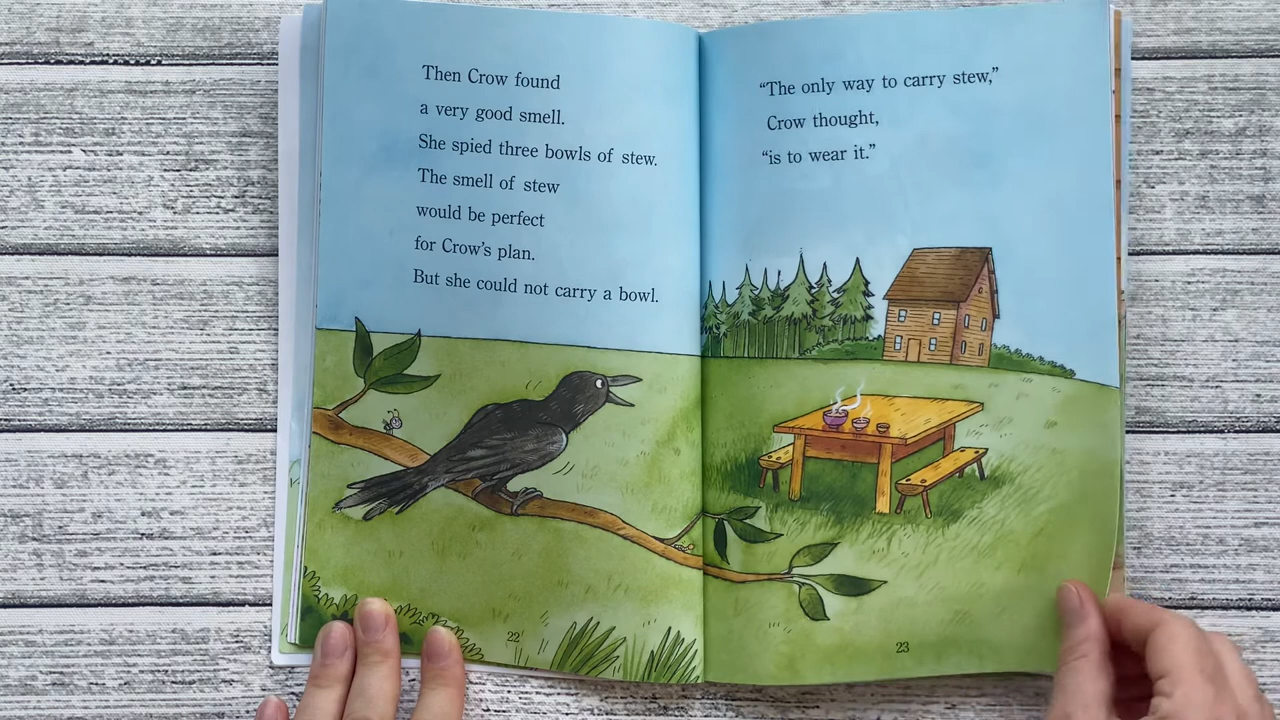 Then Crow found
a very good smell.
She spied three bowls of stew.
The smell of stew
would be perfect
for Crow’s plan.
But she could not carry a bowl.
22
“The only way to carry stew,”
Crow thought,
“is to wear it.”
23